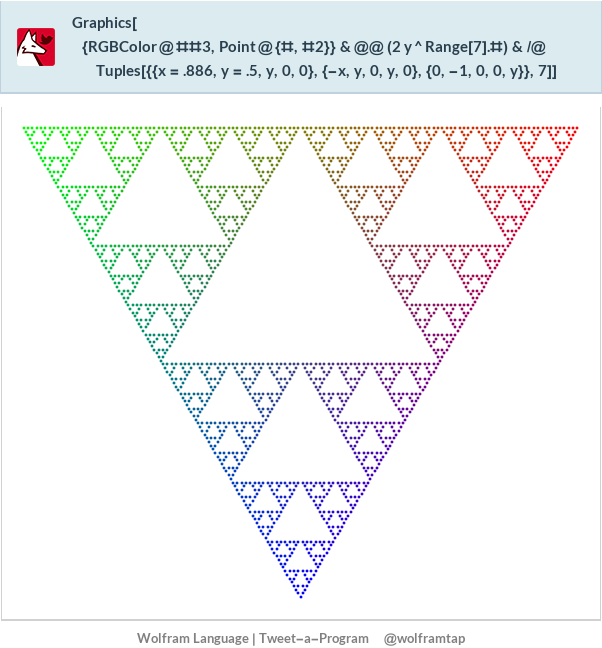 Graphics[
{RGBColor@##3, Point@{#, #2}} & @@ (2 y^Range[7].#) & /@
Tuples[{{x = .886, y = .5, y, 0, 0}, {-x, y, 0, y, 0}, {0, -1, 0, 0, y}}, 7]]
Wolfram Language | Tweet-a-Program @wolframtap